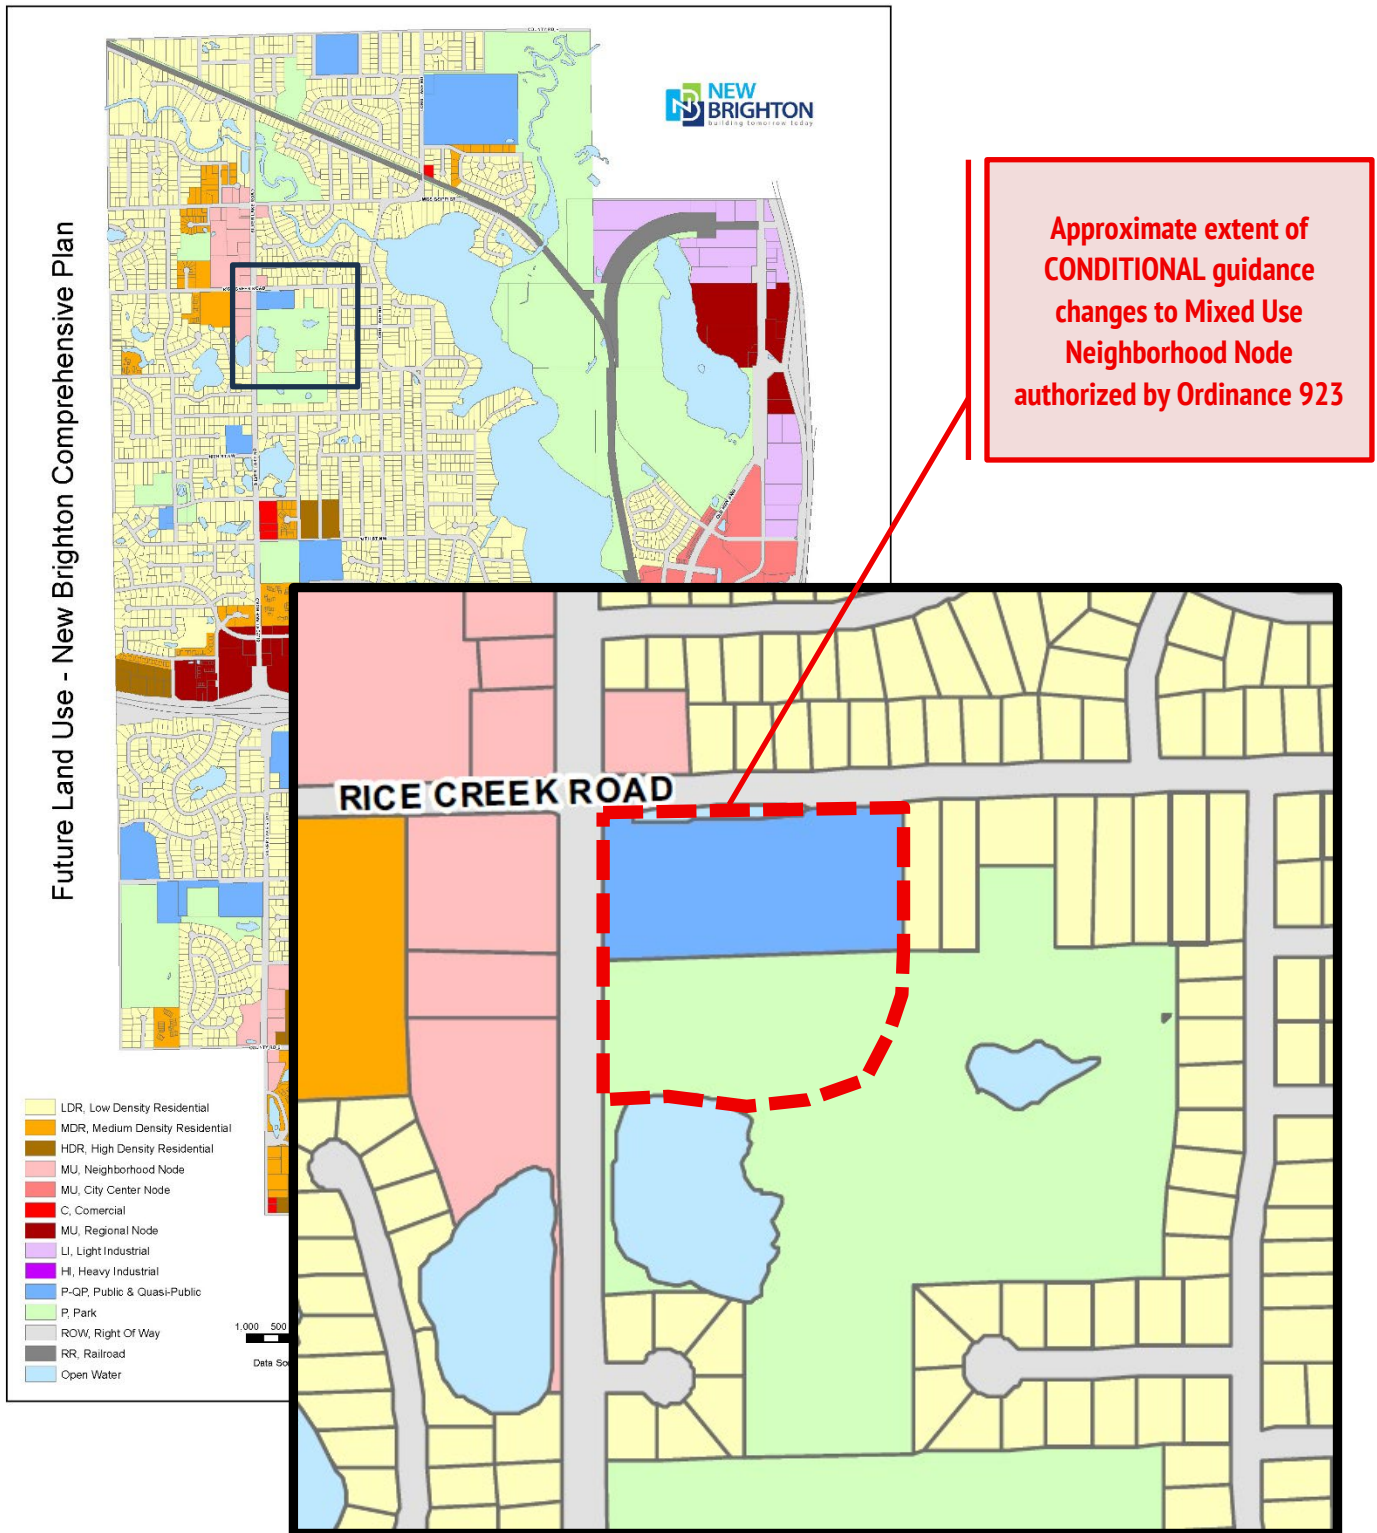 NEW
BRIGHTON
building tomorrow today
Future Land Use - New Brighton Comprehensive Plan
Approximate extent of
CONDITIONAL guidance
changes to Mixed Use
Neighborhood Node
authorized by Ordinance 923
RICE CREEK ROAD
LDR, Low Density Residential
MDR, Medium Density Residential
HDR, High Density Residential
MU, Neighborhood Node
MU, City Center Node
C, Comercial
MU, Regional Node
LI, Light Industrial
HI, Heavy Industrial
P-QP, Public & Quasi-Public
P, Park
ROW, Right Of Way
RR, Railroad
Open Water
1,000 500
Data Sou